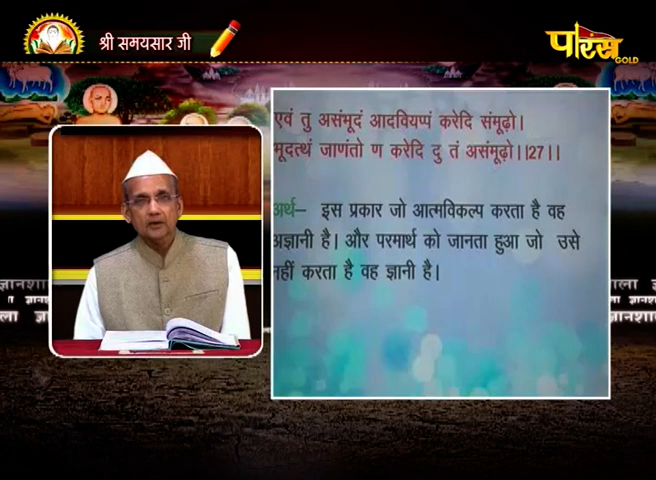 श्री समयसार जी
पारस
GOLD
एवं तु असंमूदं आदवियप्पं करेदि संमूढ़ो।
मूदत्थं जाणंतो ण करेदि दु तं असंमूढ़ो।।27।।
अर्थ– इस प्रकार जो आत्मविकल्प करता है वह
अज्ञानी है। और परमार्थ को जानता हुआ जो उसे
नहीं करता है वह ज्ञानी है।